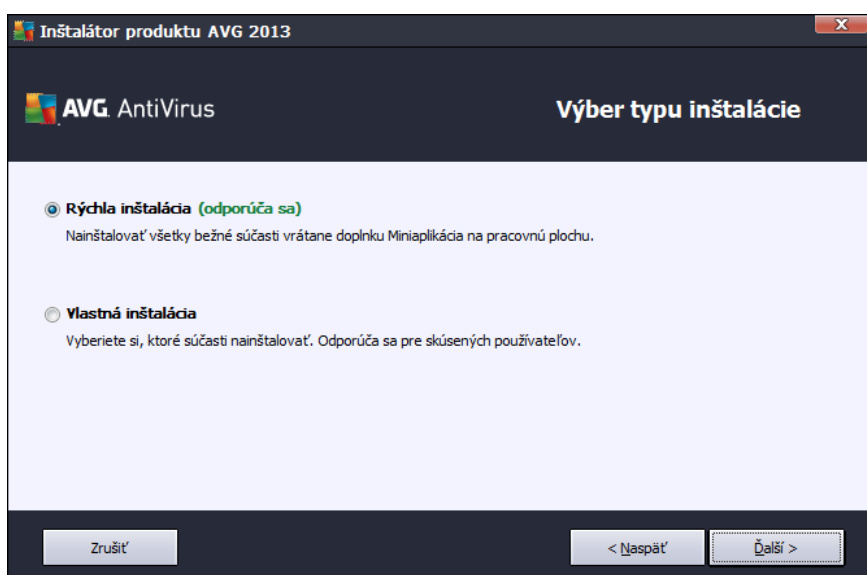 Inštalátor produktu AVG 2013
X
AVG. AntiVirus
Výber typu inštalácie
Rýchla inštalácia (odporúča sa)
Nainštalovať všetky bežné súčasti vrátane doplnku Miniaplikácia na pracovnú plochu.
Vlastná inštalácia
Vyberiete si, ktoré súčasti nainštalovať. Odporúča sa pre skúsených používateľov.
Zrušiť
< Naspäť
Ďalší >